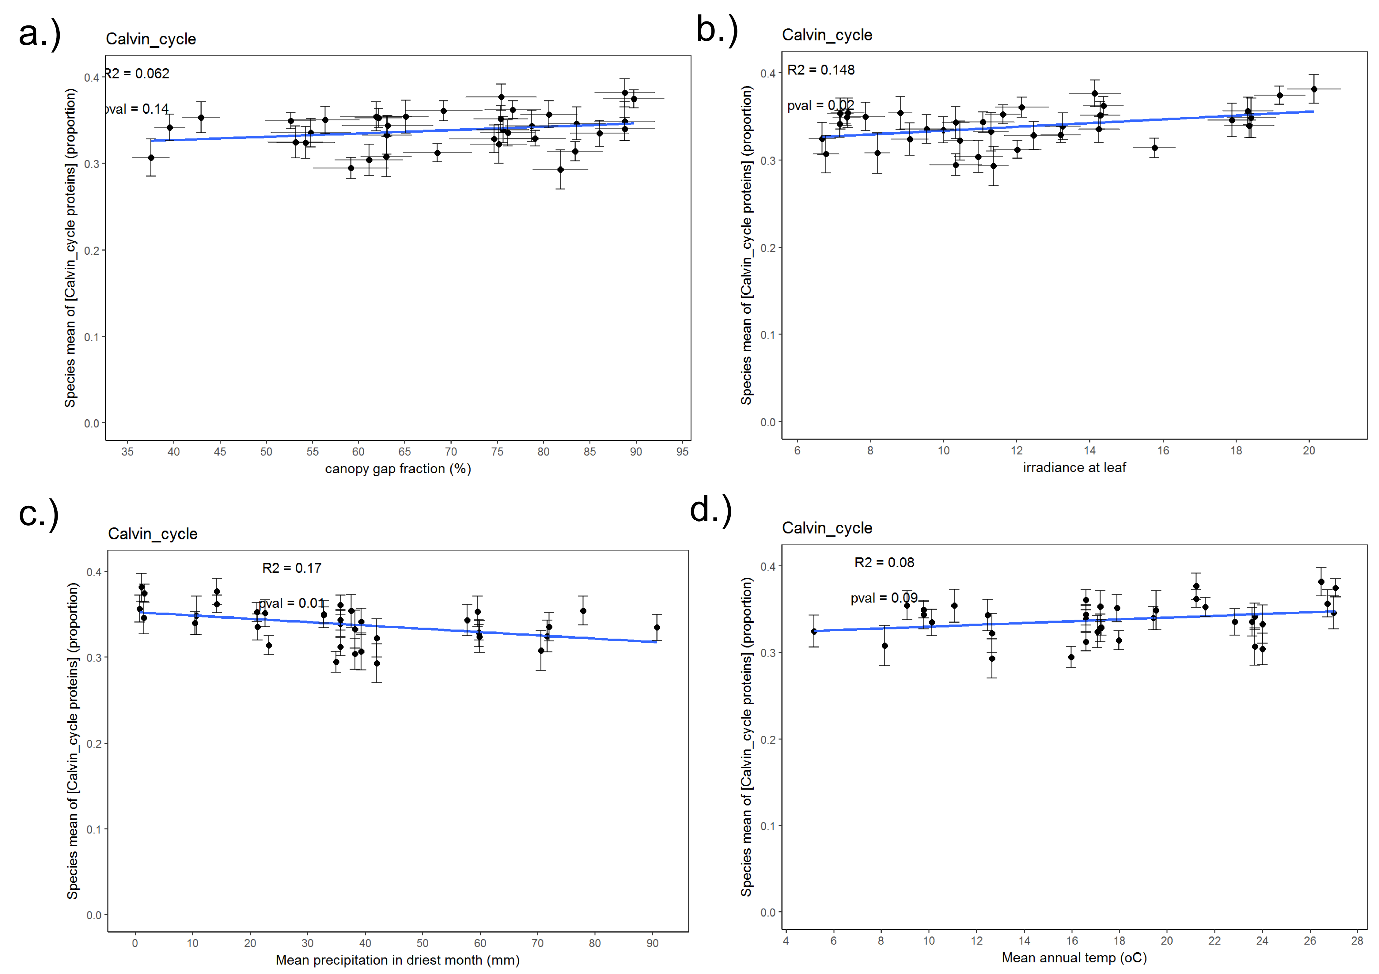 a.)
Calvin_cycle
R2 = 0.062
pval = 0.14
Species mean of [Calvin_cycle proteins] (proportion)
0.4
0.3
0.2
0.1
0.0
35 40 45 50 55 60 65 70 75 80 85 90 95
canopy gap fraction (%)
b.)
Calvin_cycle
R2 = 0.148
pval = 0.02
Species mean of [Calvin_cycle proteins] (proportion)
0.4
0.3
0.2
0.1
0.0
6 8 10 12 14 16 18 20
irradiance at leaf
c.)
Calvin_cycle
R2 = 0.17
pval = 0.01
Species mean of [Calvin_cycle proteins] (proportion)
0.4
0.3
0.2
0.1
0.0
0 10 20 30 40 50 60 70 80 90
Mean precipitation in driest month (mm)
d.)
Calvin_cycle
R2 = 0.08
pval = 0.09
Species mean of [Calvin_cycle proteins] (proportion)
0.4
0.3
0.2
0.1
0.0
4 6 8 10 12 14 16 18 20 22 24 26 28
Mean annual temp (oC)